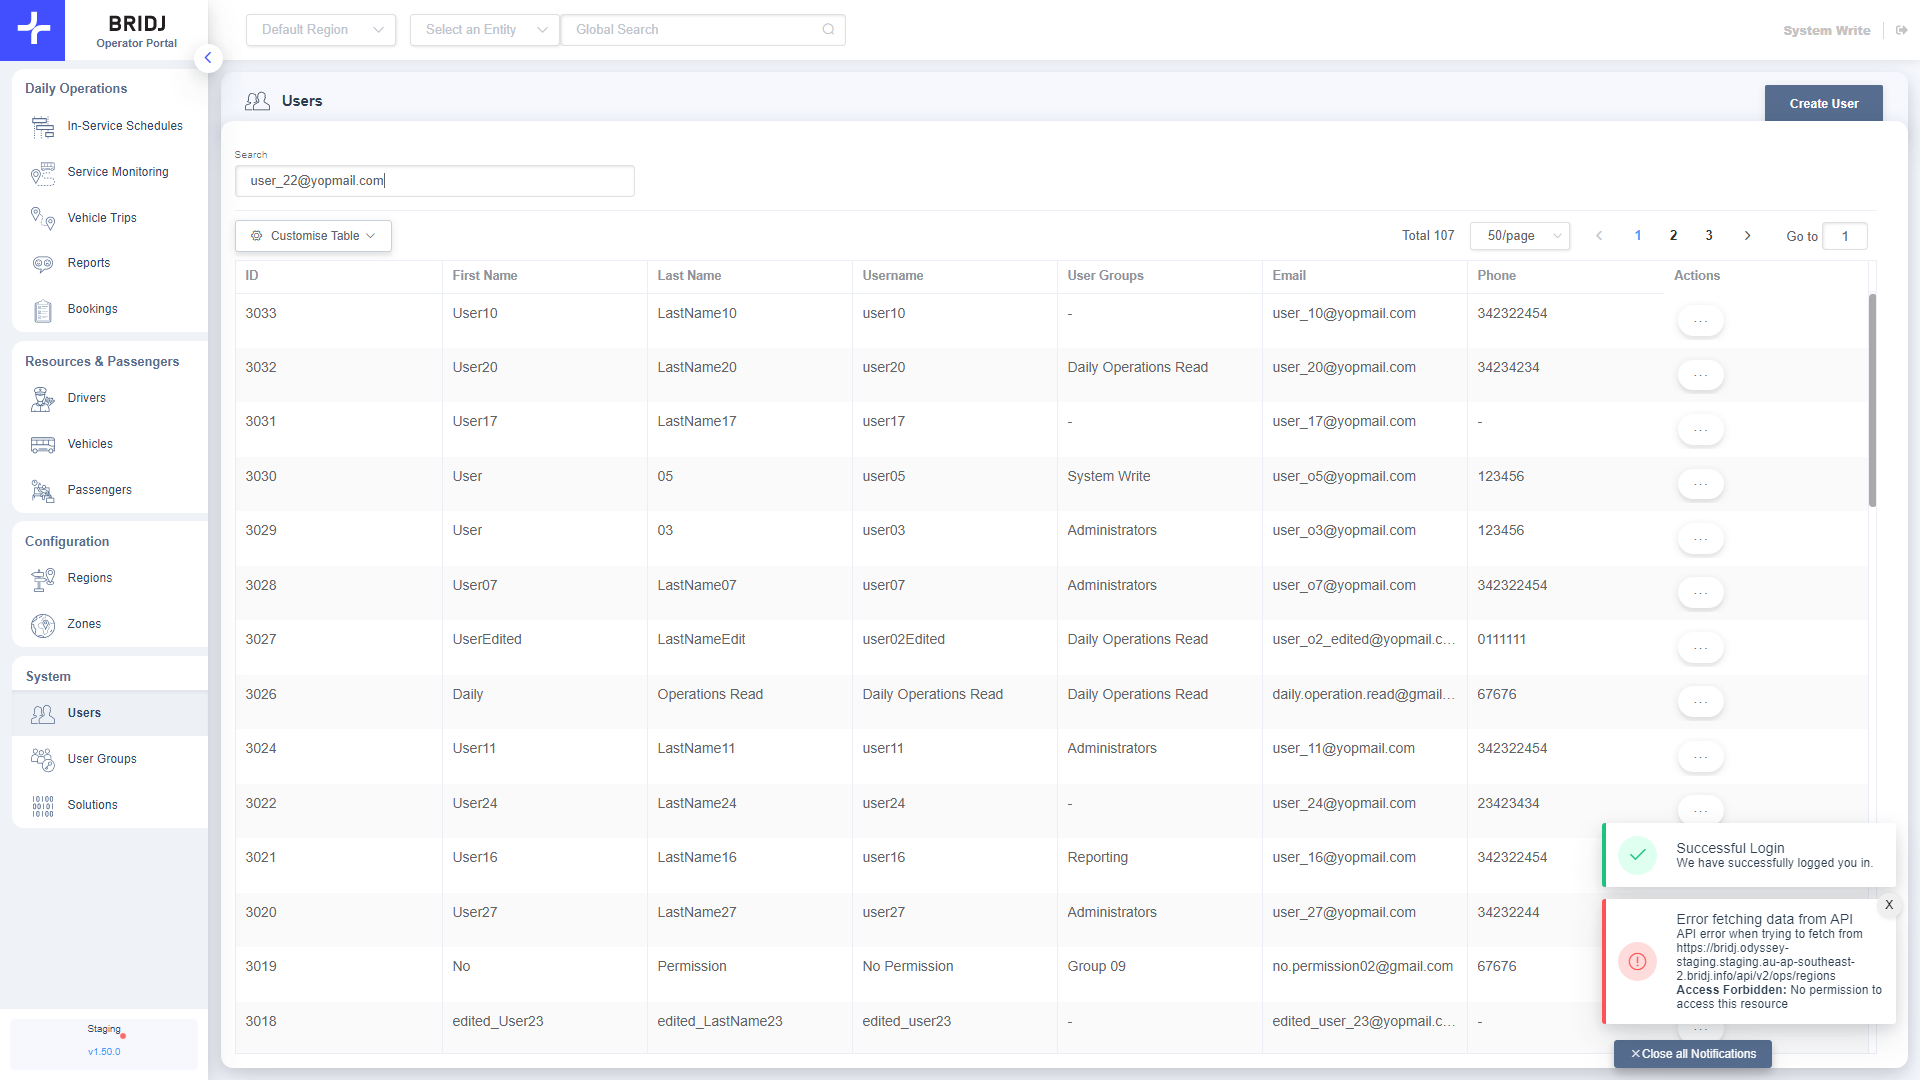 BRIDJ
Operator Portal
Default Region
Select an Entity
Global Search
System Write
Daily Operations
In-Service Schedules
Service Monitoring
Vehicle Trips
Reports
Bookings
Resources & Passengers
Drivers
Vehicles
Passengers
Configuration
Regions
Zones
System
Users
User Groups
Solutions
Staging
v1.50.0
Users
Create User
Search
user_22@yopmail.com
Customise Table
Total 107 50/page 1 2 3 Go to 1
ID First Name Last Name Username User Groups Email Phone Actions
3033 User10 LastName10 user10 - user_10@yopmail.com 342322454 ...
3032 User20 LastName20 user20 Daily Operations Read user_20@yopmail.com 34234234 ...
3031 User17 LastName17 user17 - user_17@yopmail.com - ...
3030 User 05 user05 System Write user_o5@yopmail.com 123456 ...
3029 User 03 user03 Administrators user_o3@yopmail.com 123456 ...
3028 User07 LastName07 user07 Administrators user_o7@yopmail.com 342322454 ...
3027 UserEdited LastNameEdit user02Edited Daily Operations Read user_o2_edited@yopmail.c... 0111111 ...
3026 Daily Operations Read Daily Operations Read Daily Operations Read daily.operation.read@gmail... 67676 ...
3024 User11 LastName11 user11 Administrators user_11@yopmail.com 342322454 ...
3022 User24 LastName24 user24 - user_24@yopmail.com 23423434 ...
3021 User16 LastName16 user16 Reporting user_16@yopmail.com 342322454
3020 User27 LastName27 user27 Administrators user_27@yopmail.com 34232244
3019 No Permission No Permission Group 09 no.permission02@gmail.com 67676
3018 edited_User23 edited_LastName23 edited_user23 - edited_user_23@yopmail.c... - ...
Successful Login
We have successfully logged you in.
X
Error fetching data from API
API error when trying to fetch from
https://bridj.odyssey-
staging.staging.au-ap-southeast-
2.bridj.info/api/v2/ops/regions
Access Forbidden: No permission to
access this resource
×Close all Notifications
10100
00101
10100